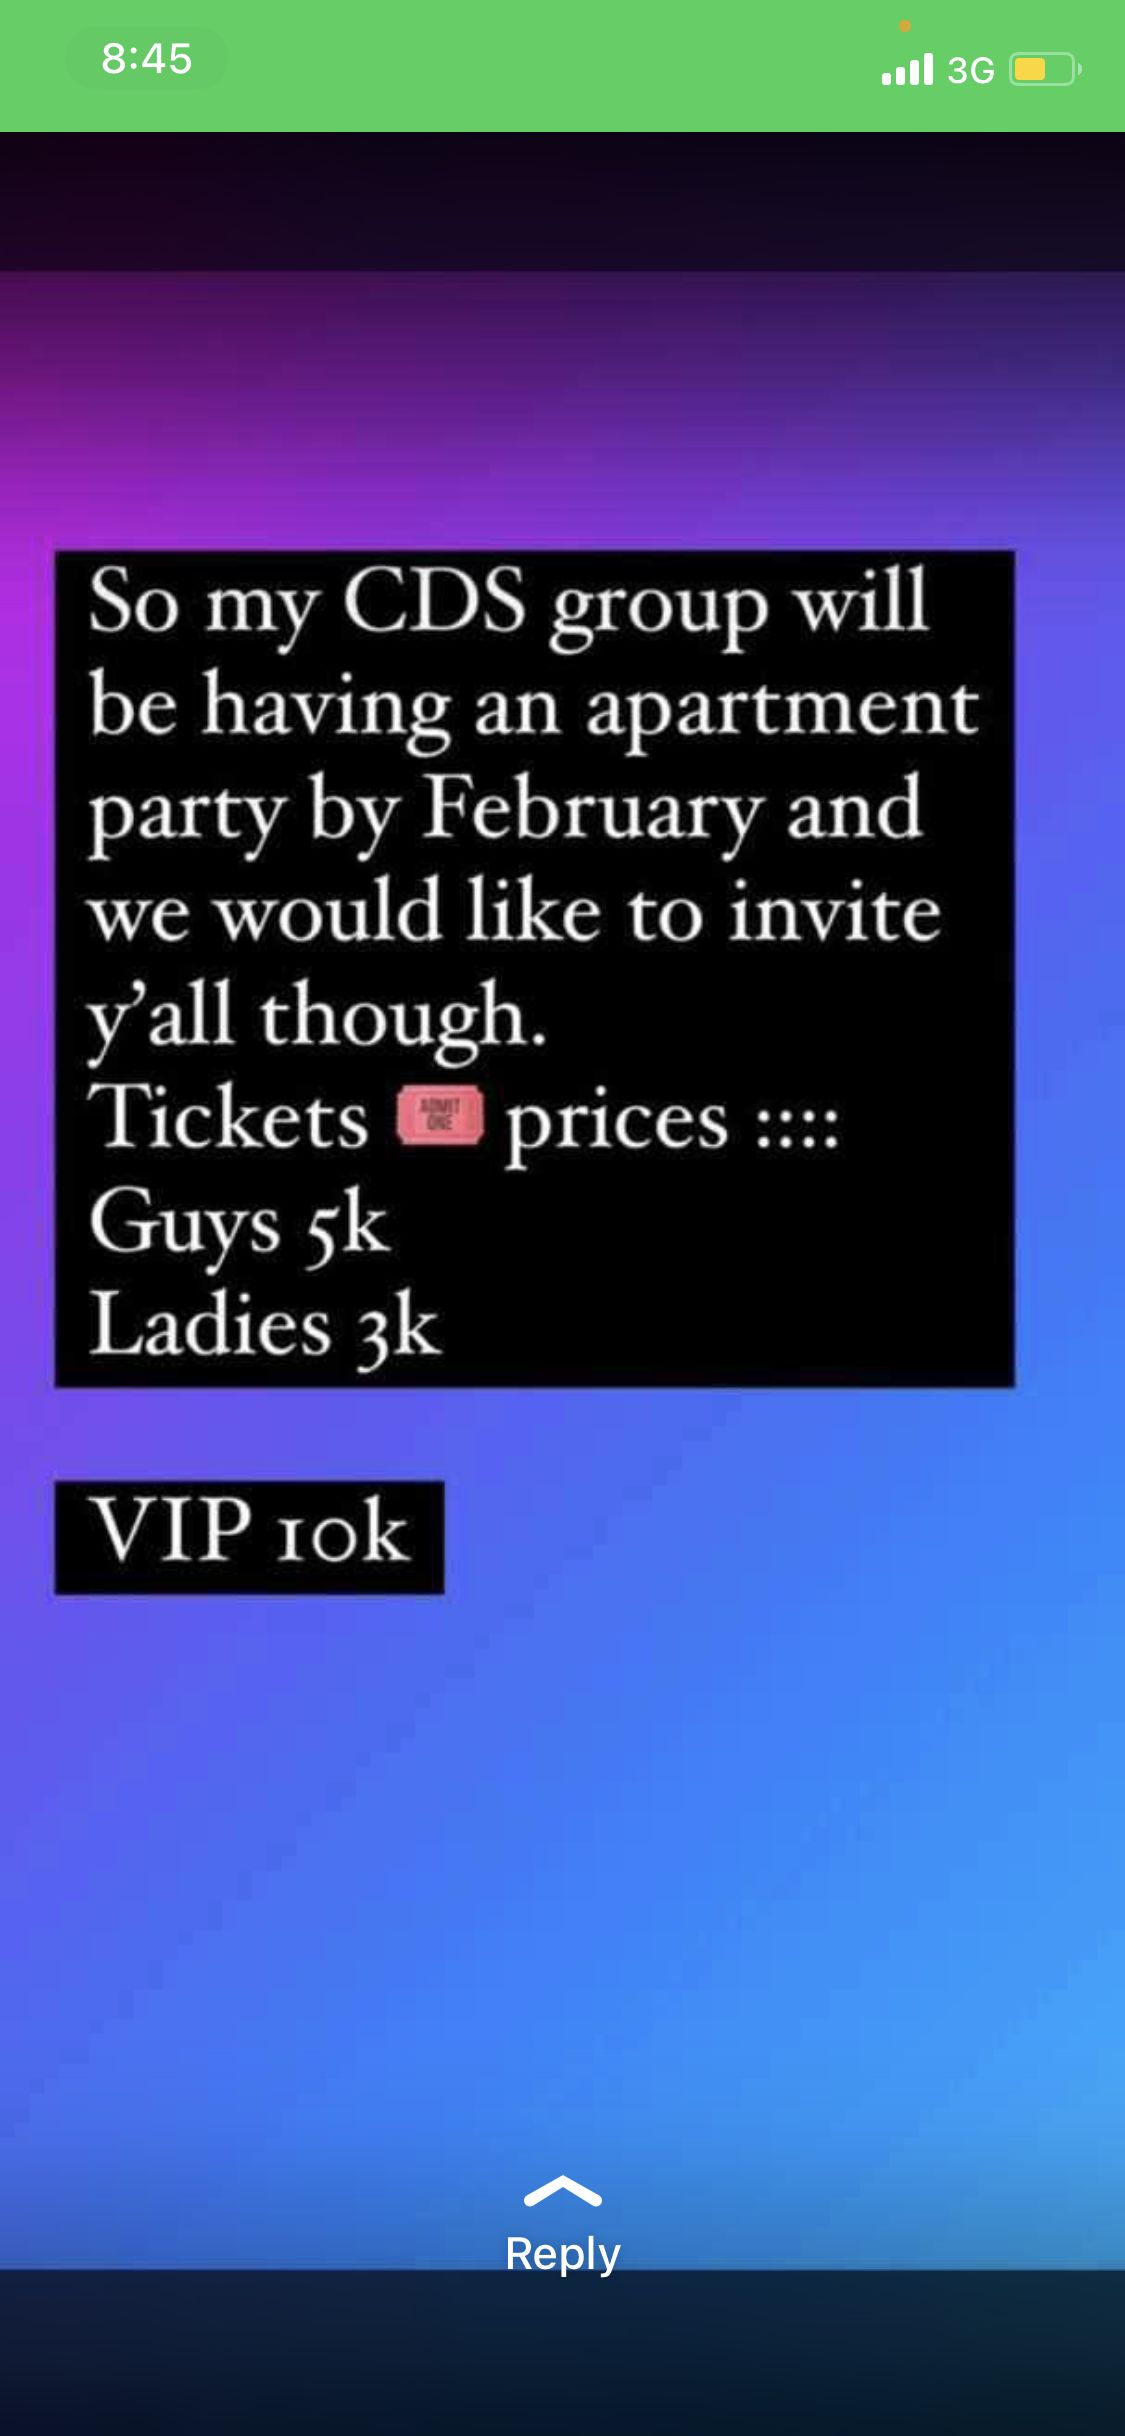 8:45
3G
So my CDS group will
be having an apartment
party by February and
we would like to invite
y’all though.
Tickets 🎟 prices ::::
Guys 5k
Ladies 3k
VIP 10k
Reply